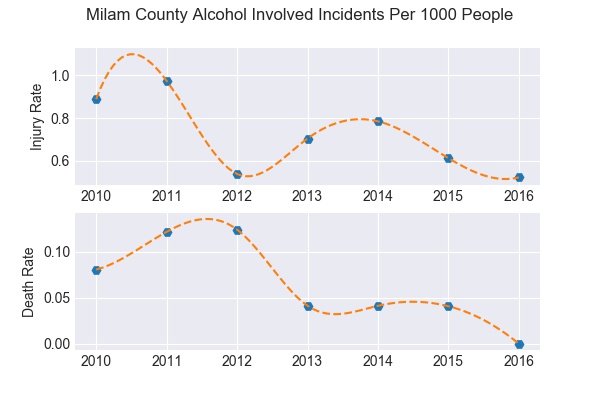 Milam County Alcohol Involved Incidents Per 1000 People
Injury Rate
1.0
0.8
0.6
2010 2011 2012 2013 2014 2015 2016
Death Rate
0.10
0.05
0.00
2010 2011 2012 2013 2014 2015 2016